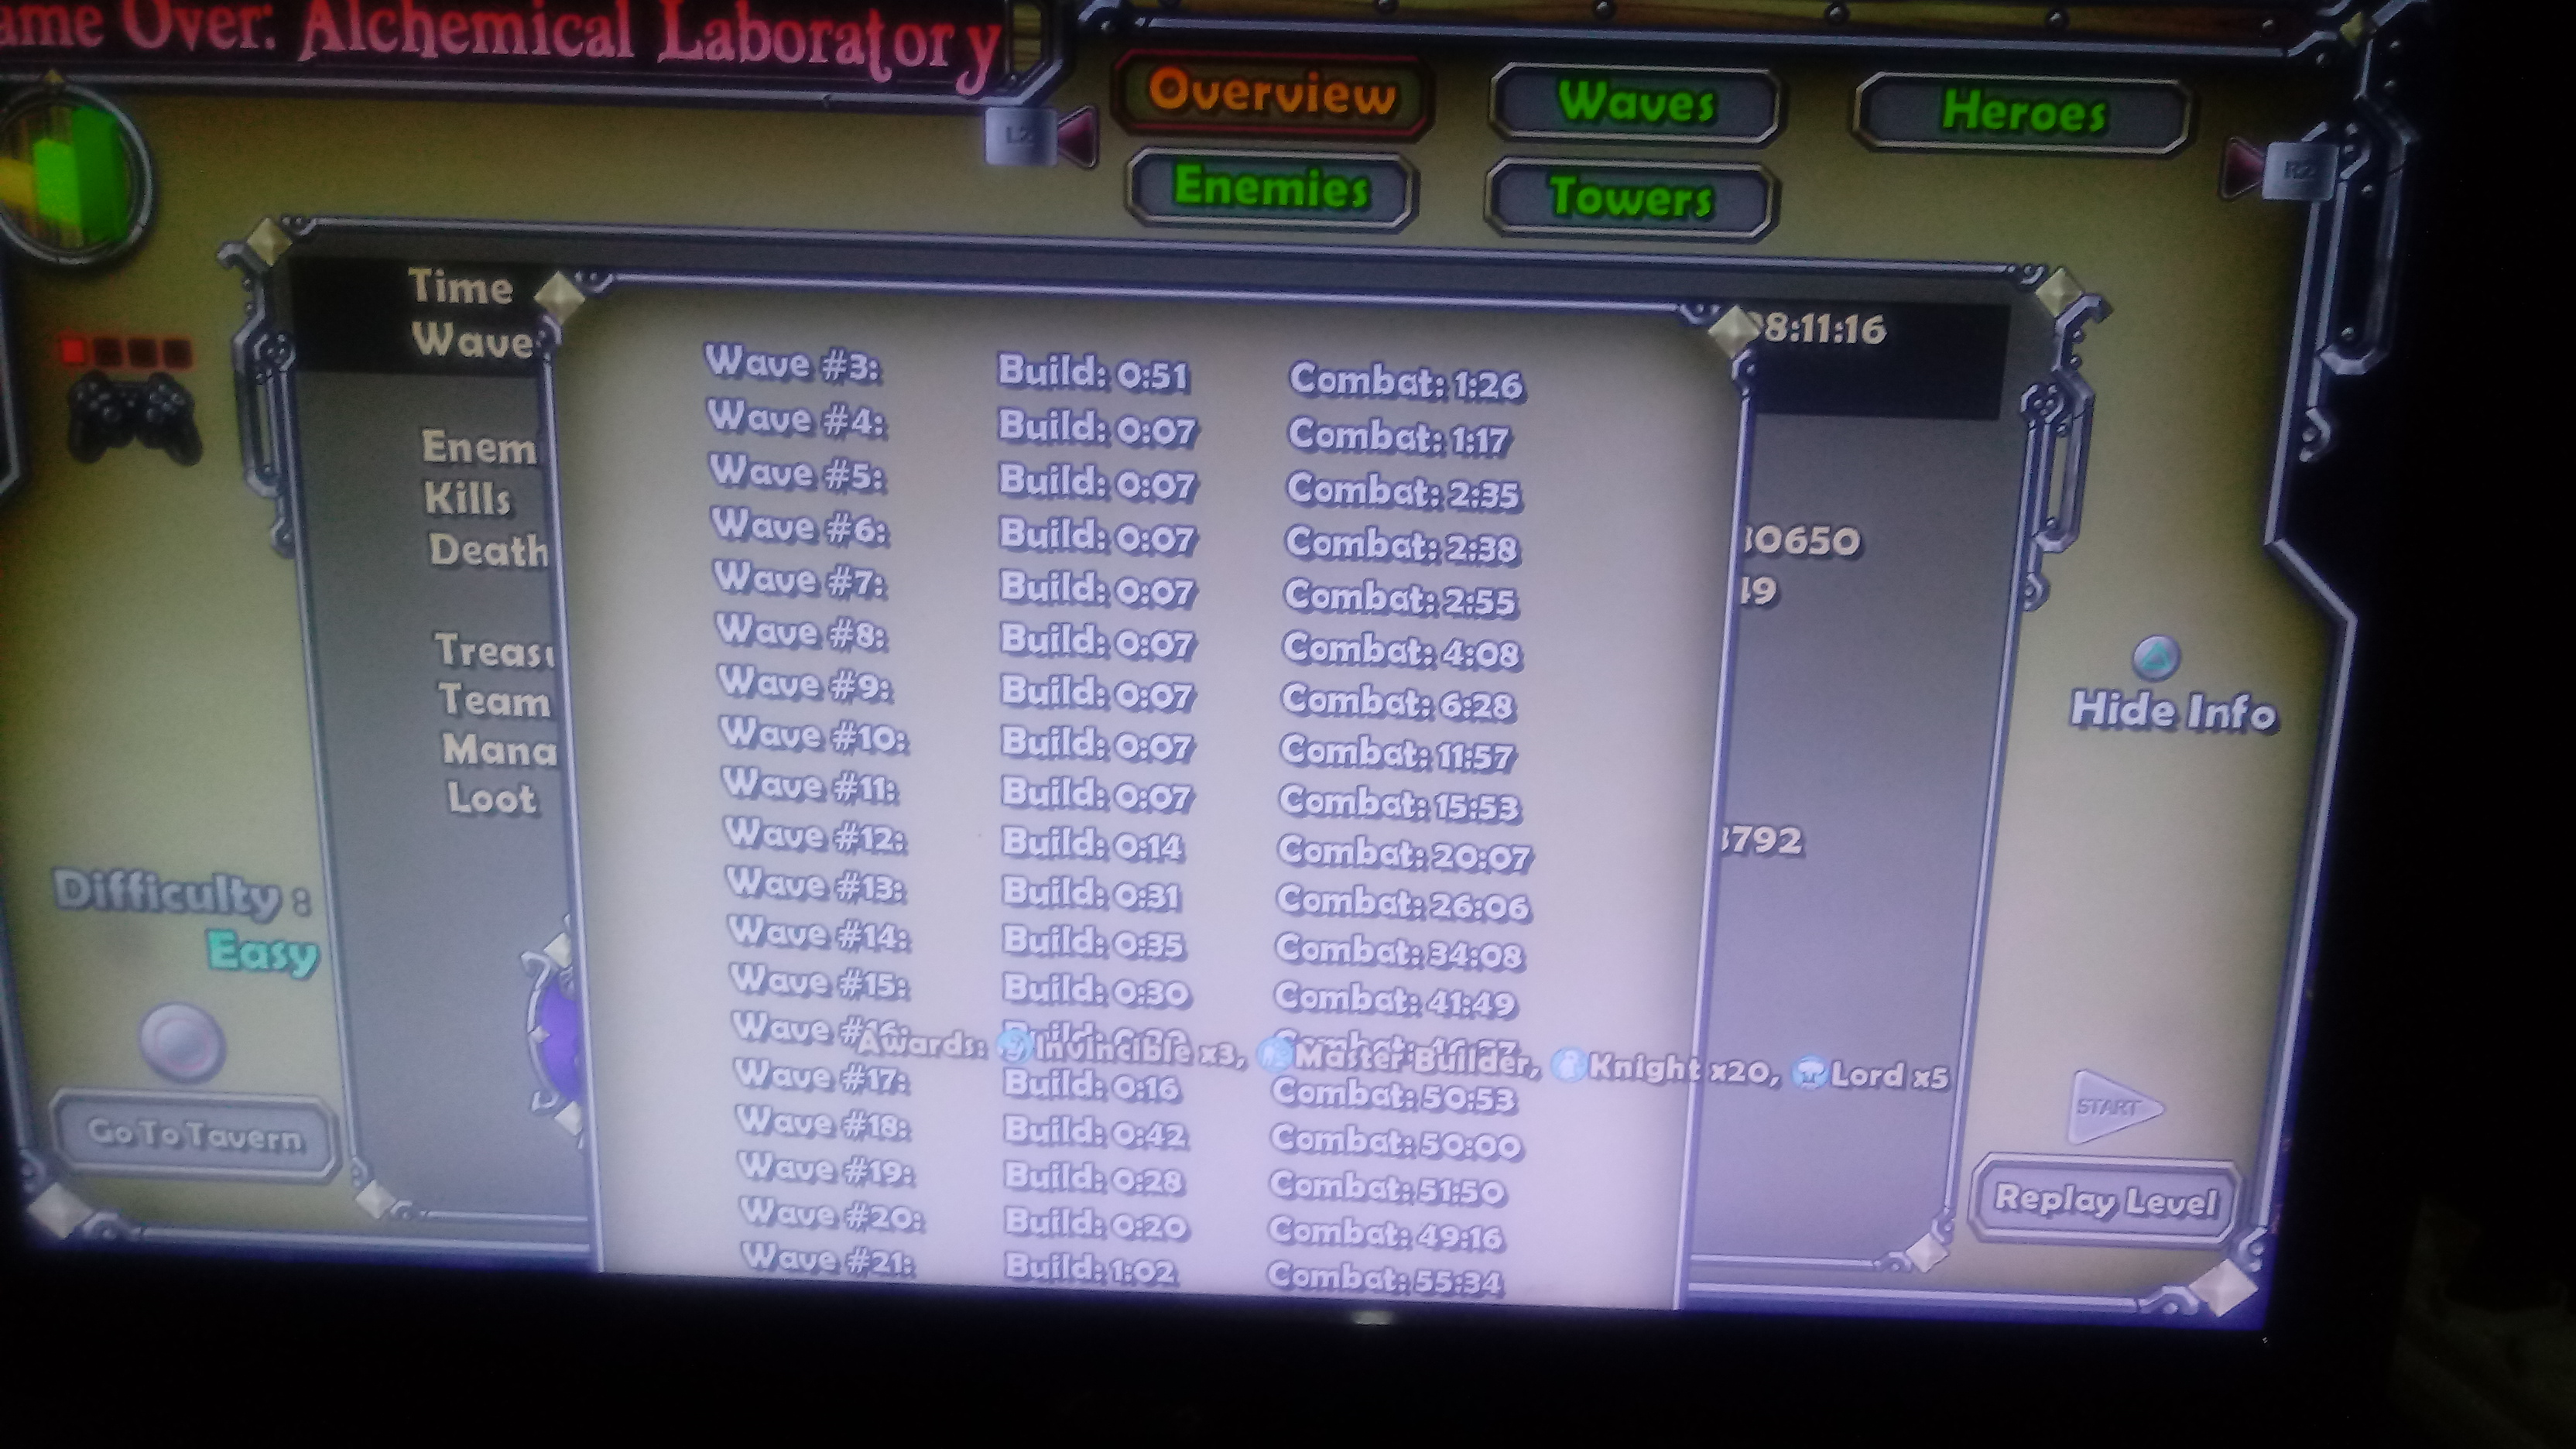 ame Over: Alchemical Laboratory
Overview
Waves
Heroes
L2
R2
Enemies
Towers
Time
8:11:16
Wave
Enem
Kills
30650
Death
49
Treasu
Team
Mana
Loot
3792
Wave #3: Build: 0:51 Combat: 1:26
Wave #4: Build: 0:07 Combat: 1:17
Wave #5: Build: 0:07 Combat: 2:35
Wave #6: Build: 0:07 Combat: 2:38
Wave #7: Build: 0:07 Combat: 2:55
Wave #8: Build: 0:07 Combat: 4:08
Wave #9: Build: 0:07 Combat: 6:28
Wave #10: Build: 0:07 Combat: 11:57
Wave #11: Build: 0:07 Combat: 15:53
Wave #12: Build: 0:14 Combat: 20:07
Wave #13: Build: 0:31 Combat: 26:06
Wave #14: Build: 0:35 Combat: 34:08
Wave #15: Build: 0:30 Combat: 41:49
Wave #16: Build: Combat:
Awards: Invincible x3, Master Builder, Knight x20, Lord x5
Wave #17: Build: 0:16 Combat: 50:53
Wave #18: Build: 0:42 Combat: 50:00
Wave #19: Build: 0:28 Combat: 51:50
Wave #20: Build: 0:20 Combat: 49:16
Wave #21: Build: 1:02 Combat: 55:34
Hide Info
Difficulty :
Easy
Go To Tavern
START
Replay Level